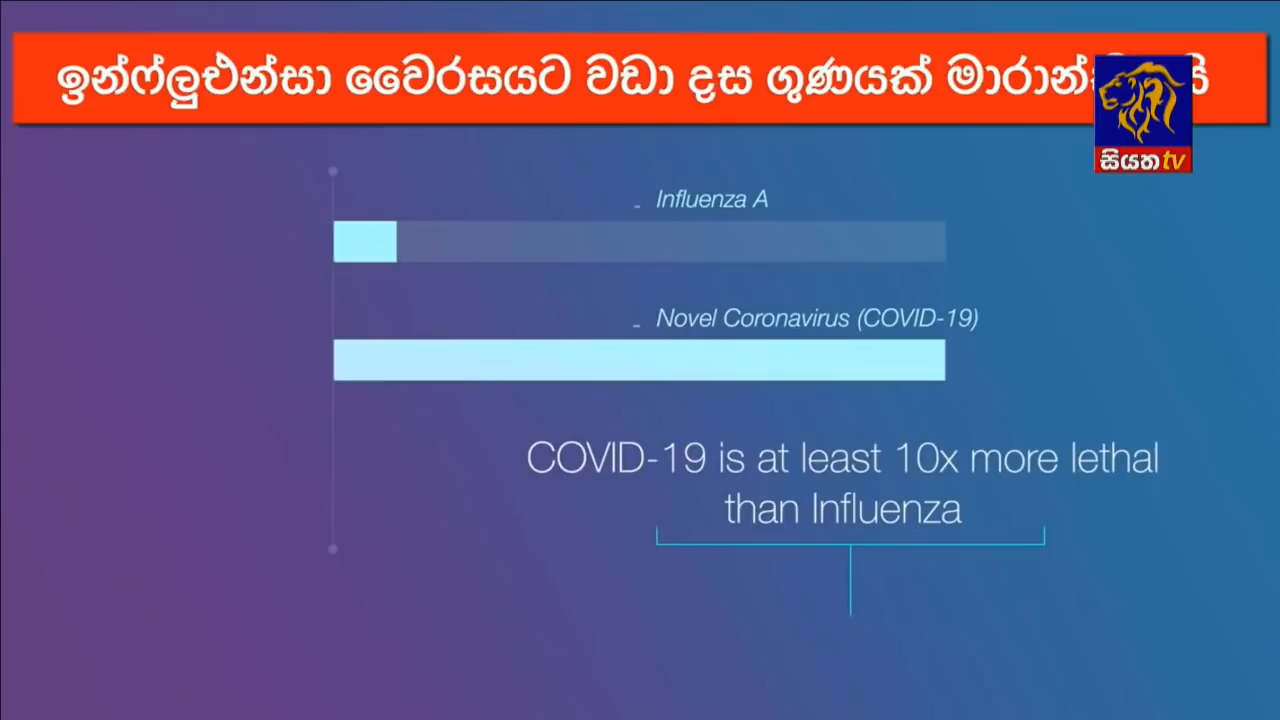 ඉන්ෆ්ලුඑන්සා වෛරසයට වඩා දස ගුණයක්
සියත tv
Influenza A
Novel Coronavirus (COVID-19)
COVID-19 is at least 10x more lethal
than Influenza